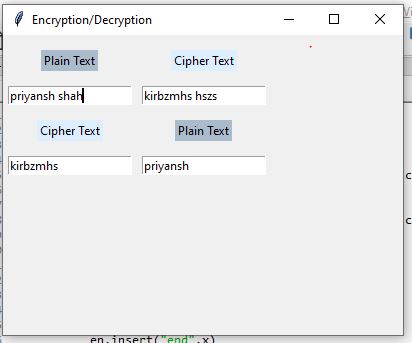 Encryption/Decryption
Plain Text Cipher Text
priyansh shah kirbzmhs hszs
Cipher Text Plain Text
kirbzmhs priyansh
en.insert("end",x)